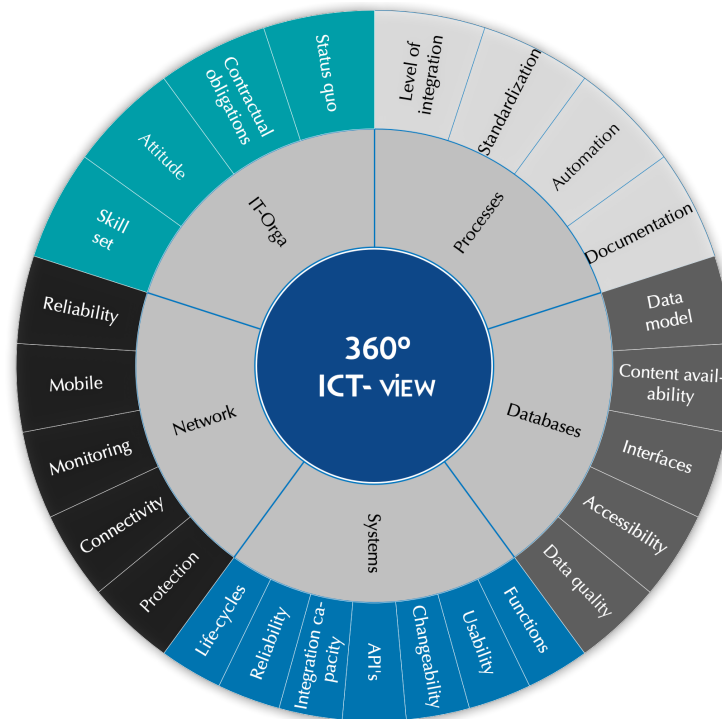 360°
ICT- VIEW
Processes
Level of
integration
Standardization
Automation
Documentation
Databases
Data
model
Content avail-
ability
Interfaces
Accessibility
Data quality
Systems
Functions
Usability
Changeability
API's
Integration ca-
pacity
Reliability
Life-cycles
Network
Protection
Connectivity
Monitoring
Mobile
Reliability
IT-Orga
Skill
set
Attitude
Contractual
obligations
Status quo